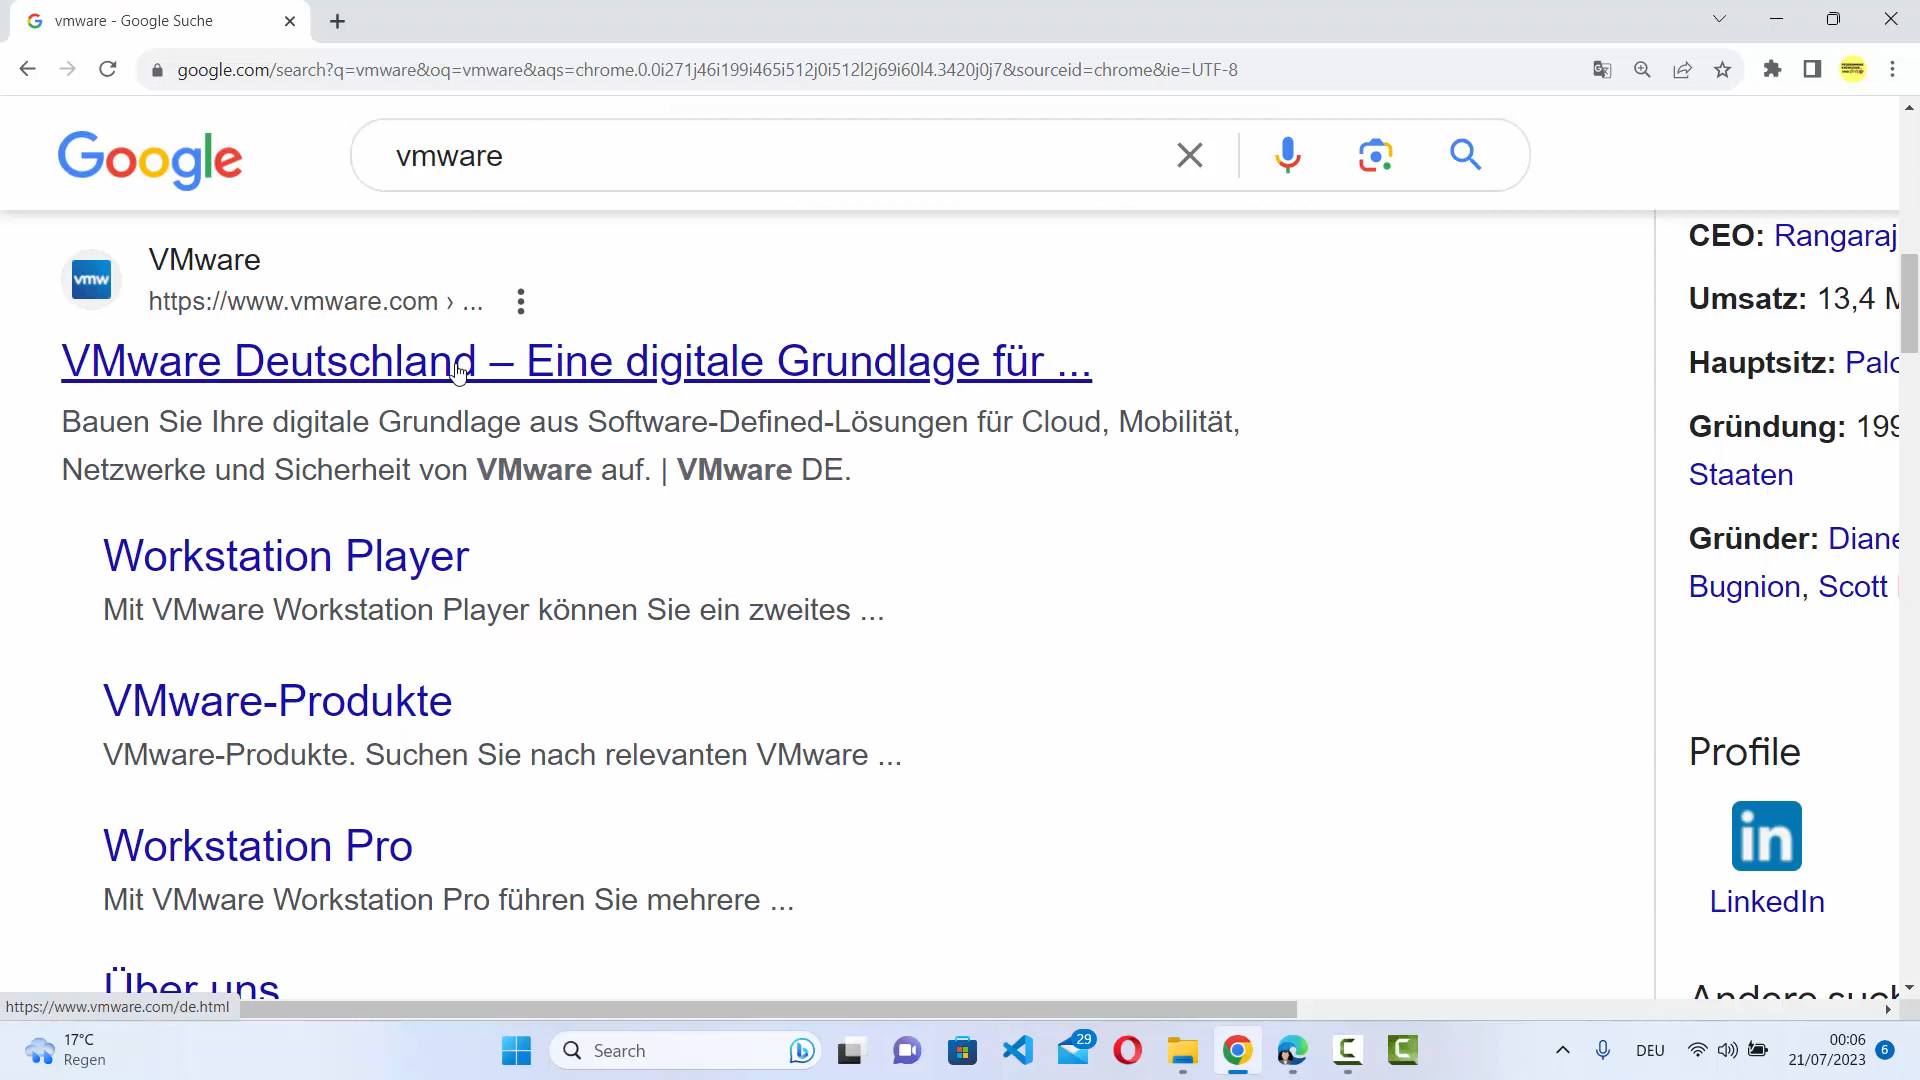 vmware - Google Suche
google.com/search?q=vmware&oq=vmware&aqs=chrome.0.0i271j46i199i465i512j0i512l2j69i60l4.3420j0j7&sourceid=chrome&ie=UTF-8
Google
vmware
vmw
VMware
https://www.vmware.com › ...
VMware Deutschland – Eine digitale Grundlage für ...
Bauen Sie Ihre digitale Grundlage aus Software-Defined-Lösungen für Cloud, Mobilität,
Netzwerke und Sicherheit von VMware auf. | VMware DE.
Workstation Player
Mit VMware Workstation Player können Sie ein zweites ...
VMware-Produkte
VMware-Produkte. Suchen Sie nach relevanten VMware ...
Workstation Pro
Mit VMware Workstation Pro führen Sie mehrere ...
Über uns
CEO: Rangaraj
Umsatz: 13,4 M
Hauptsitz: Palo
Gründung: 199
Staaten
Gründer: Diane
Bugnion, Scott
Profile
in
LinkedIn
Andere such
https://www.vmware.com/de.html
17°C
Regen
Search
29
DEU
00:06
21/07/2023
6